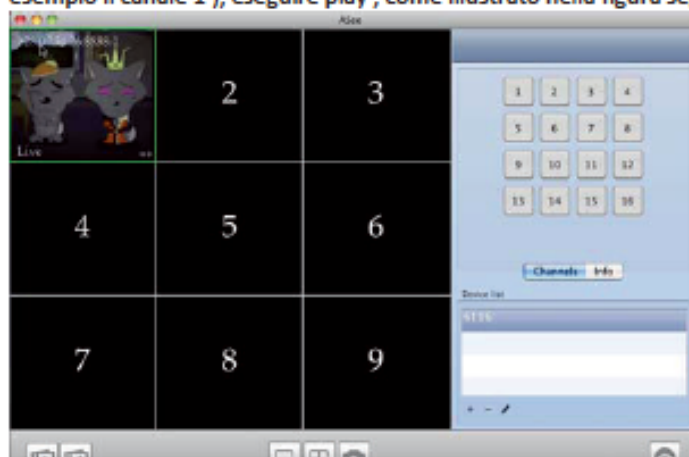 esempio il canale 1 ), eseguire play , come illustrato nella figura se
2
3
Live
4
5
6
7
8
9
1 2 3 4
5 6 7 8
9 10 11 12
13 14 15 16
Channels Info
Device list
+ -